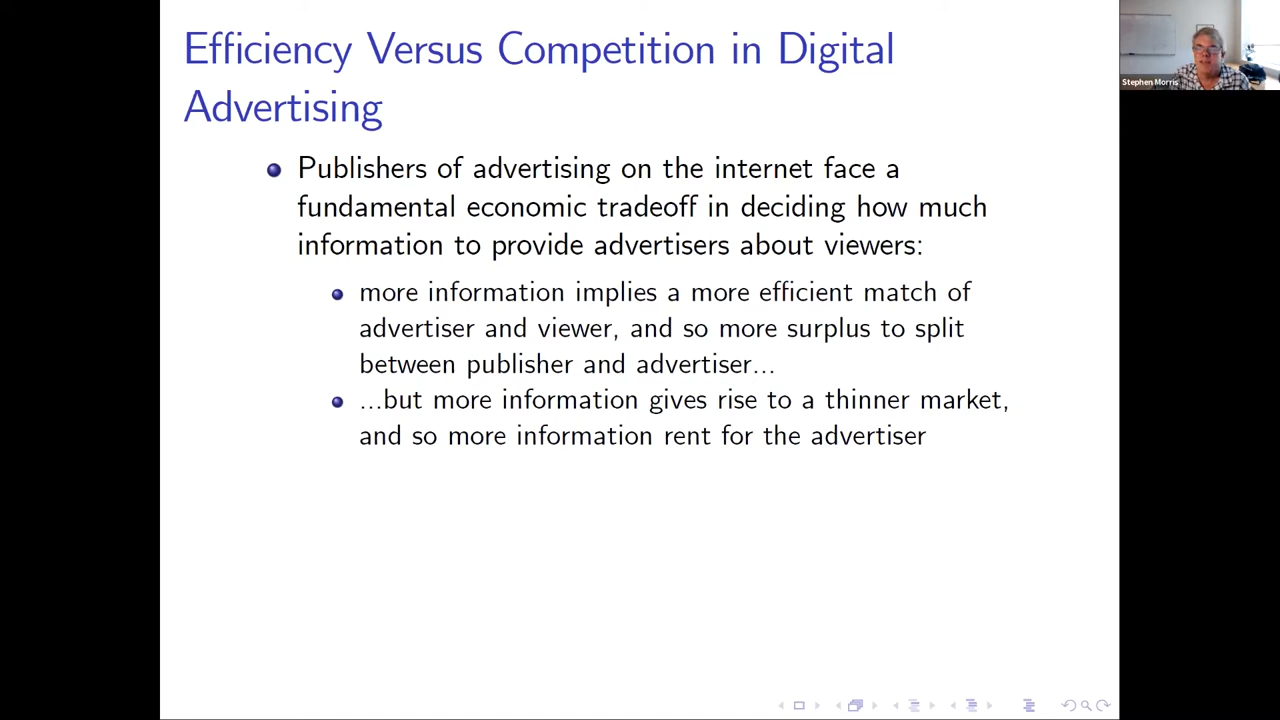 Efficiency Versus Competition in Digital
Advertising
Publishers of advertising on the internet face a
fundamental economic tradeoff in deciding how much
information to provide advertisers about viewers:
more information implies a more efficient match of
advertiser and viewer, and so more surplus to split
between publisher and advertiser...
...but more information gives rise to a thinner market,
and so more information rent for the advertiser
Stephen Morris